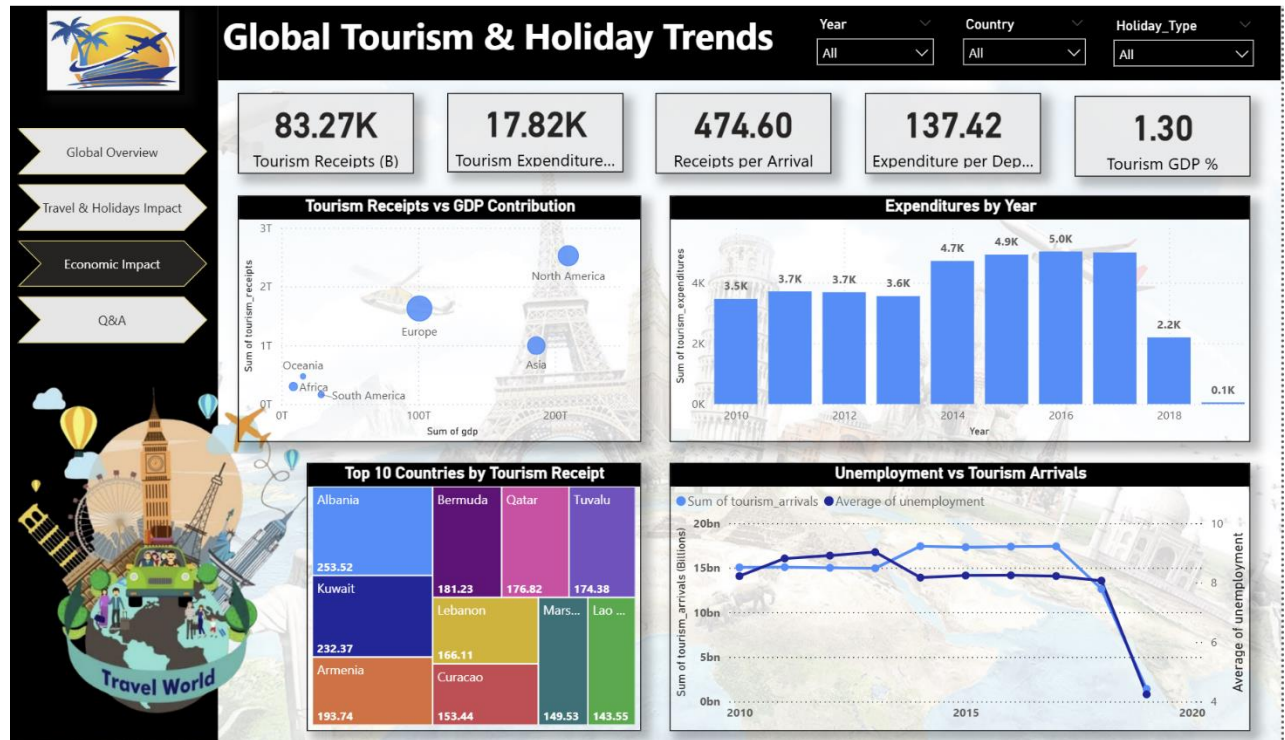 Global Tourism & Holiday Trends
Year
All
Country
All
Holiday_Type
All
Global Overview
Travel & Holidays Impact
Economic Impact
Q&A
Travel World
83.27K
Tourism Receipts (B)
17.82K
Tourism Expenditure...
474.60
Receipts per Arrival
137.42
Expenditure per Dep...
1.30
Tourism GDP %
Tourism Receipts vs GDP Contribution
Sum of tourism_receipts
3T
2T
1T
0T
North America
Europe
Asia
Oceania
Africa
South America
0T
100T
200T
Sum of gdp
Expenditures by Year
Sum of tourism_expenditures
4K
2K
0K
3.5K
3.7K
3.7K
3.6K
4.7K
4.9K
5.0K
2.2K
0.1K
2010
2012
2014
2016
2018
Year
Top 10 Countries by Tourism Receipt
Albania
253.52
Kuwait
232.37
Armenia
193.74
Bermuda
181.23
Qatar
176.82
Tuvalu
174.38
Lebanon
166.11
Curacao
153.44
Mars...
149.53
Lao ...
143.55
Unemployment vs Tourism Arrivals
Sum of tourism_arrivals
Average of unemployment
Sum of tourism_arrivals (Billions)
20bn
15bn
10bn
5bn
0bn
10
8
6
4
Average of unemployment
2010
2015
2020